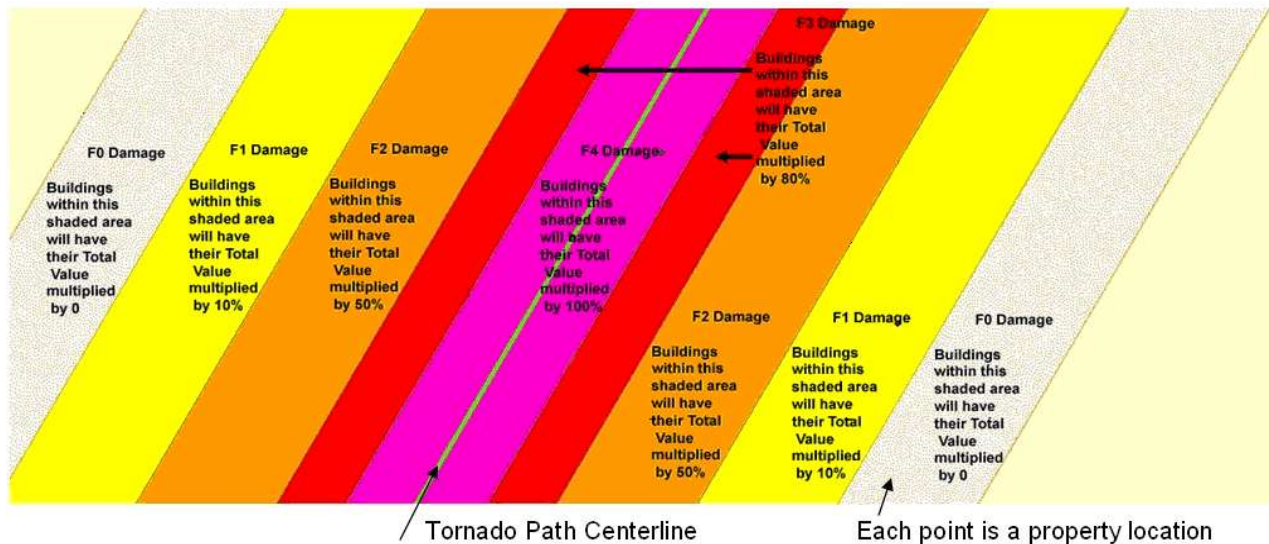 F0 Damage
Buildings
within this
shaded area
will have
their Total
Value
multiplied
by 0
F1 Damage
Buildings
within this
shaded area
will have
their Total
Value
multiplied
by 10%
F2 Damage
Buildings
within this
shaded area
will have
their Total
Value
multiplied
by 50%
F4 Damage
Buildings
within this
shaded area
will have
their Total
Value
multiplied
by 100%
F3 Damage
Buildings
within this
shaded area
will have
their Total
Value
multiplied
by 80%
F2 Damage
Buildings
within this
shaded area
will have
their Total
Value
multiplied
by 50%
F1 Damage
Buildings
within this
shaded area
will have
their Total
Value
multiplied
by 10%
F0 Damage
Buildings
within this
shaded area
will have
their Total
Value
multiplied
by 0
Tornado Path Centerline
Each point is a property location